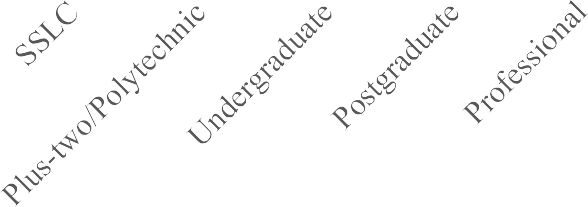 SSLC
Plus-two/Polytechnic
Undergraduate
Postgraduate
Professional